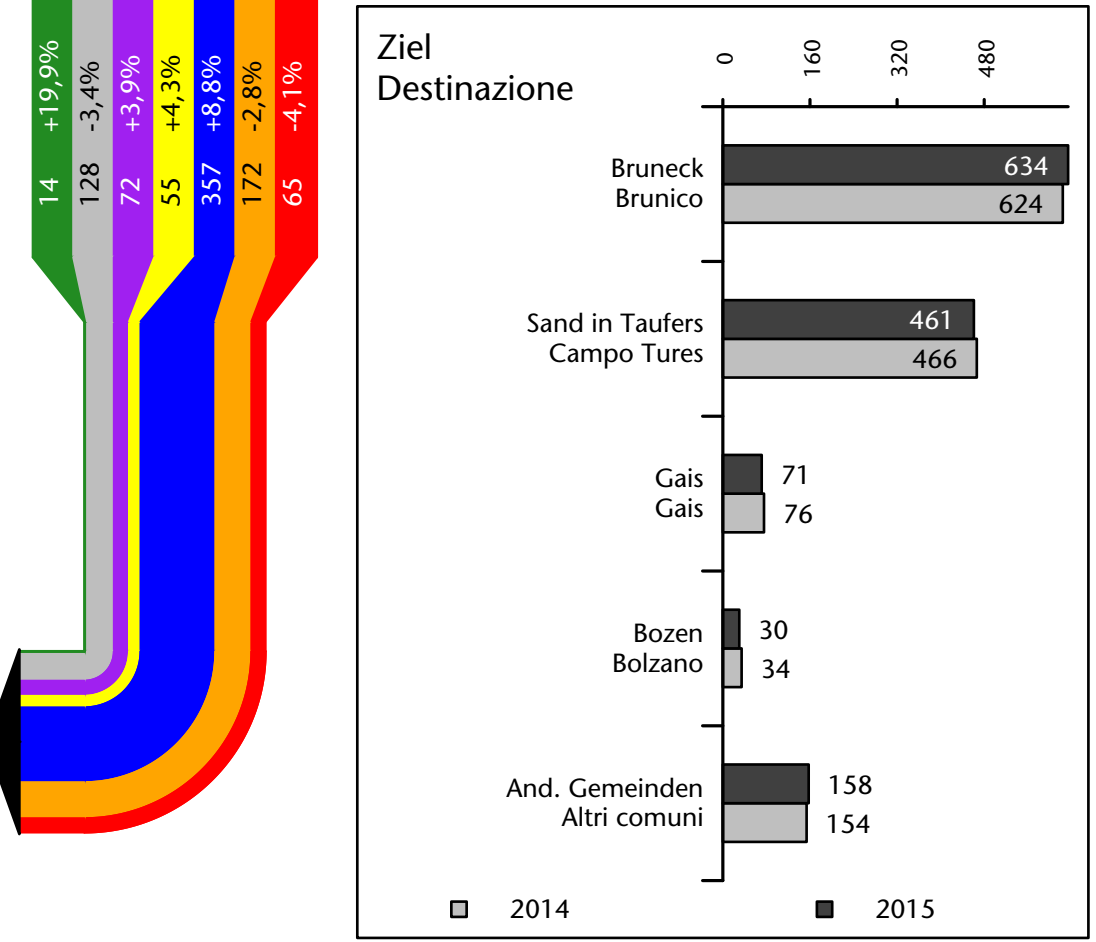 14 +19,9%
128 -3,4%
72 +3,9%
55 +4,3%
357 +8,8%
172 -2,8%
65 -4,1%
Ziel
Destinazione
0 160 320 480
Bruneck
Brunico
634
624
Sand in Taufers
Campo Tures
461
466
Gais
Gais
71
76
Bozen
Bolzano
30
34
And. Gemeinden
Altri comuni
158
154
2014 2015